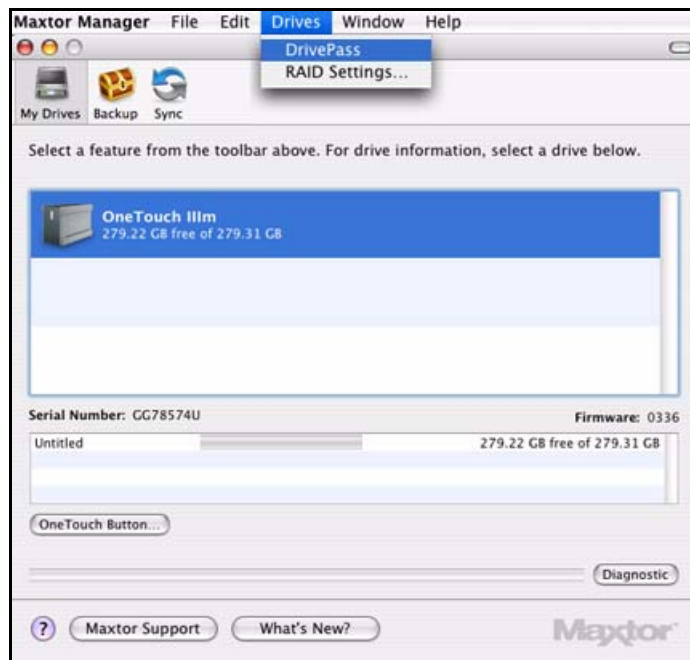 Maxtor Manager File Edit Drives Window Help
DrivePass
RAID Settings...
My Drives Backup Sync
Select a feature from the toolbar above. For drive information, select a drive below.
OneTouch IIIm
279.22 GB free of 279.31 GB
Serial Number: GG78574U Firmware: 0336
Untitled 279.22 GB free of 279.31 GB
OneTouch Button...
Diagnostic
? Maxtor Support What's New? Maxtor